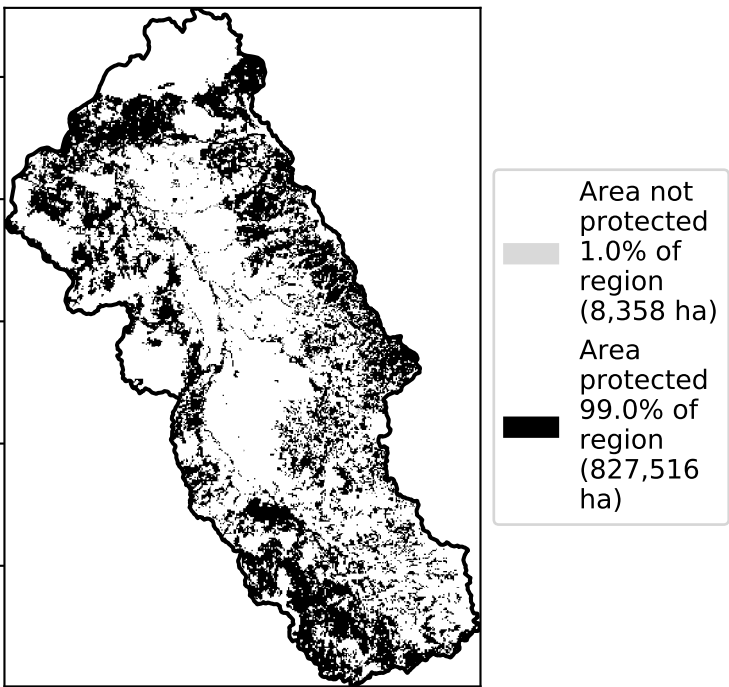 Area not
protected
1.0% of
region
(8,358 ha)
Area
protected
99.0% of
region
(827,516
ha)